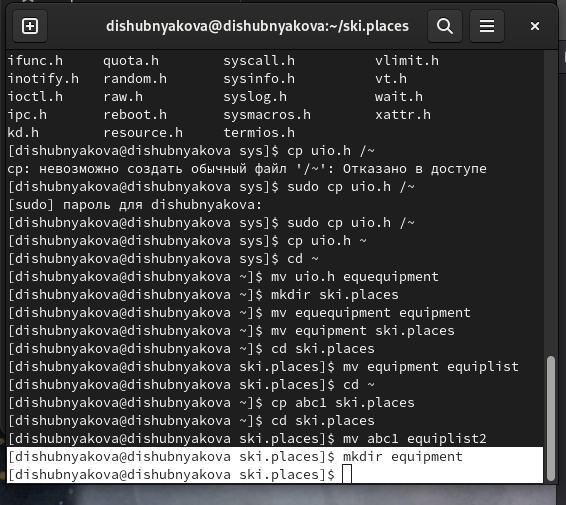 dishubnyakova@dishubnyakova:~/ski.places
ifunc.h quota.h syscall.h vlimit.h
inotify.h random.h sysinfo.h vt.h
ioctl.h raw.h syslog.h wait.h
ipc.h reboot.h sysmacros.h xattr.h
kd.h resource.h termios.h
[dishubnyakova@dishubnyakova sys]$ cp uio.h /~
cp: невозможно создать обычный файл '/~': Отказано в доступе
[dishubnyakova@dishubnyakova sys]$ sudo cp uio.h /~
[sudo] пароль для dishubnyakova:
[dishubnyakova@dishubnyakova sys]$ sudo cp uio.h /~
[dishubnyakova@dishubnyakova sys]$ cp uio.h ~
[dishubnyakova@dishubnyakova sys]$ cd ~
[dishubnyakova@dishubnyakova ~]$ mv uio.h equequipment
[dishubnyakova@dishubnyakova ~]$ mkdir ski.places
[dishubnyakova@dishubnyakova ~]$ mv equequipment equipment
[dishubnyakova@dishubnyakova ~]$ mv equipment ski.places
[dishubnyakova@dishubnyakova ~]$ cd ski.places
[dishubnyakova@dishubnyakova ski.places]$ mv equipment equiplist
[dishubnyakova@dishubnyakova ski.places]$ cd ~
[dishubnyakova@dishubnyakova ~]$ cp abc1 ski.places
[dishubnyakova@dishubnyakova ~]$ cd ski.places
[dishubnyakova@dishubnyakova ski.places]$ mv abc1 equiplist2
[dishubnyakova@dishubnyakova ski.places]$ mkdir equipment
[dishubnyakova@dishubnyakova ski.places]$